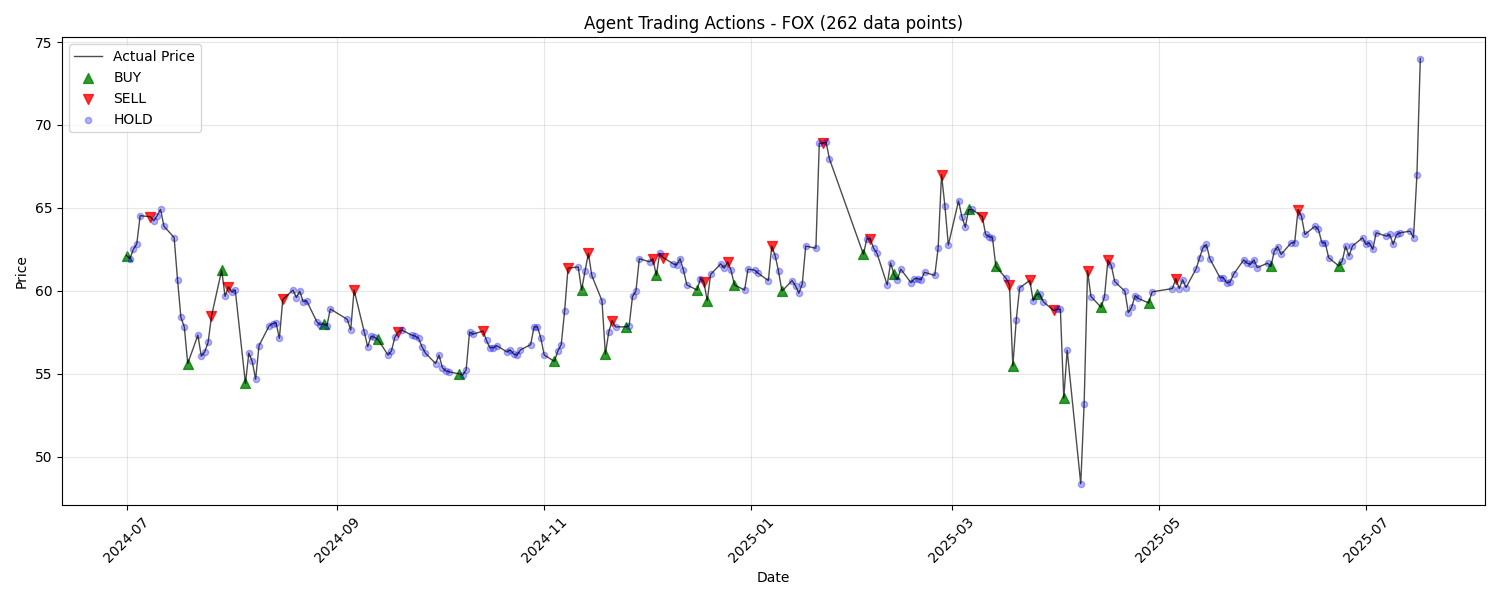 Agent Trading Actions - FOX (262 data points)
Actual Price
BUY
SELL
HOLD
Price
75
70
65
60
55
50
2024-07
2024-09
2024-11
2025-01
2025-03
2025-05
2025-07
Date